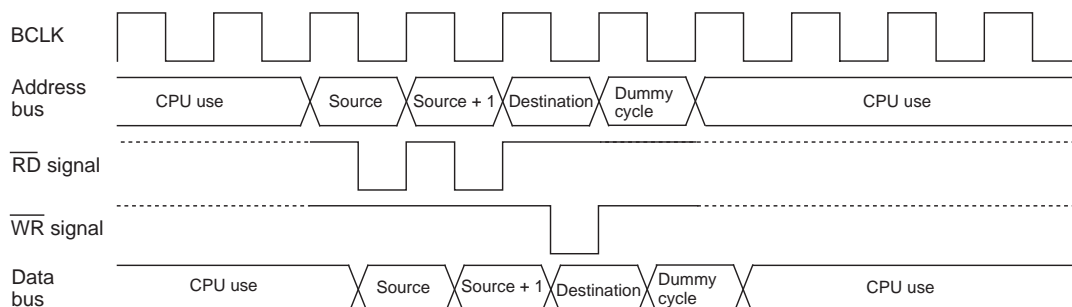 BCLK
Address
bus
CPU use
Source
Source + 1
Destination
Dummy
cycle
CPU use
RD signal
WR signal
Data
bus
CPU use
Source
Source + 1
Destination
Dummy
cycle
CPU use